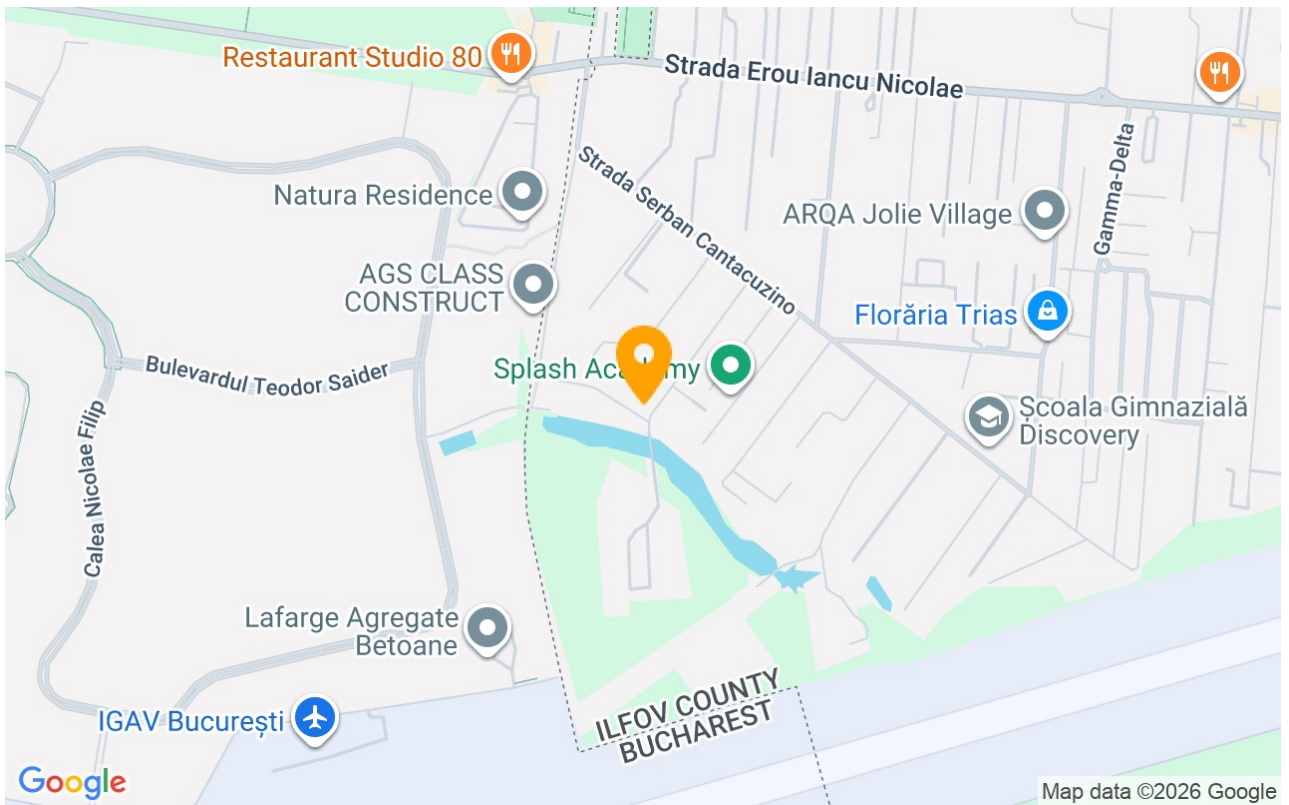 Restaurant Studio 80
Strada Erou Iancu Nicolae
Strada Serban Cantacuzino
Gamma-Delta
Natura Residence
ARQA Jolie Village
AGS CLASS
CONSTRUCT
Florăria Trias
Bulevardul Teodor Saider
Splash Academy
Școala Gimnazială
Discovery
Calea Nicolae Filip
Lafarge Agregate
Betoane
IGAV București
ILFOV COUNTY
BUCHAREST
Google
Map data ©2026 Google